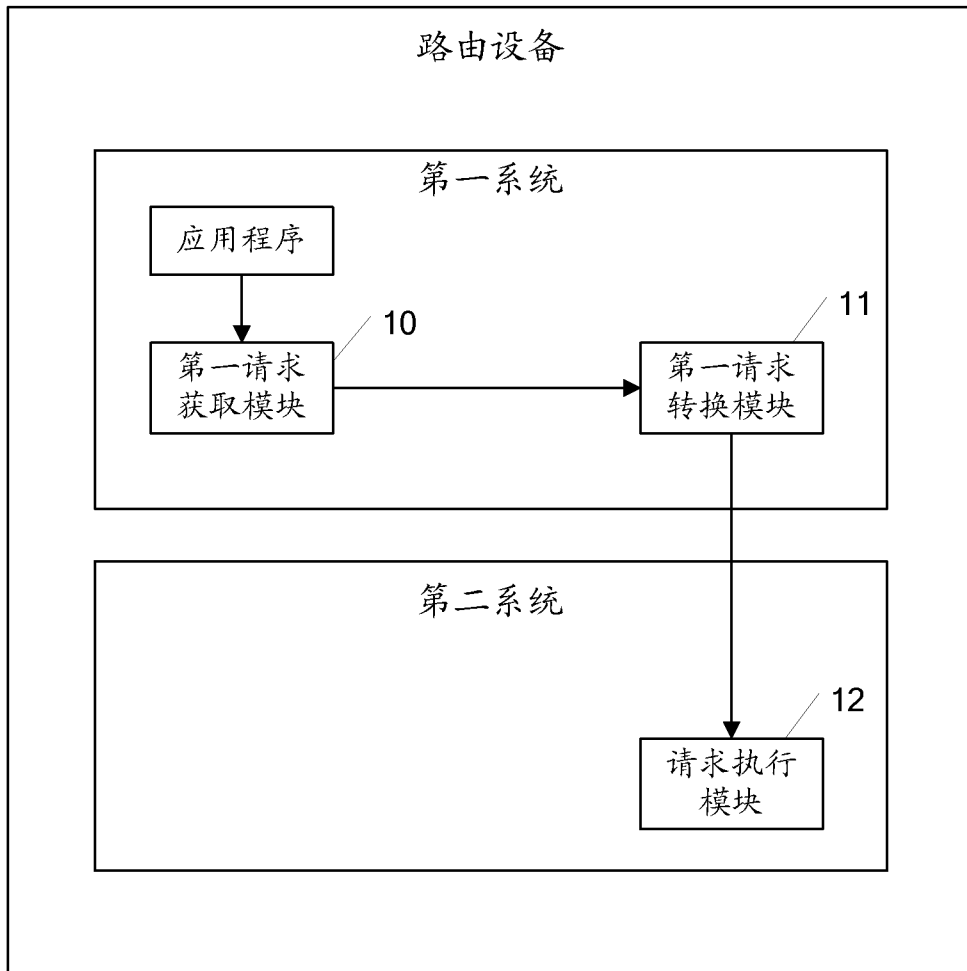 路由设备
第一系统
应用程序
10
11
第一请求
获取模块
第一请求
转换模块
第二系统
12
请求执行
模块